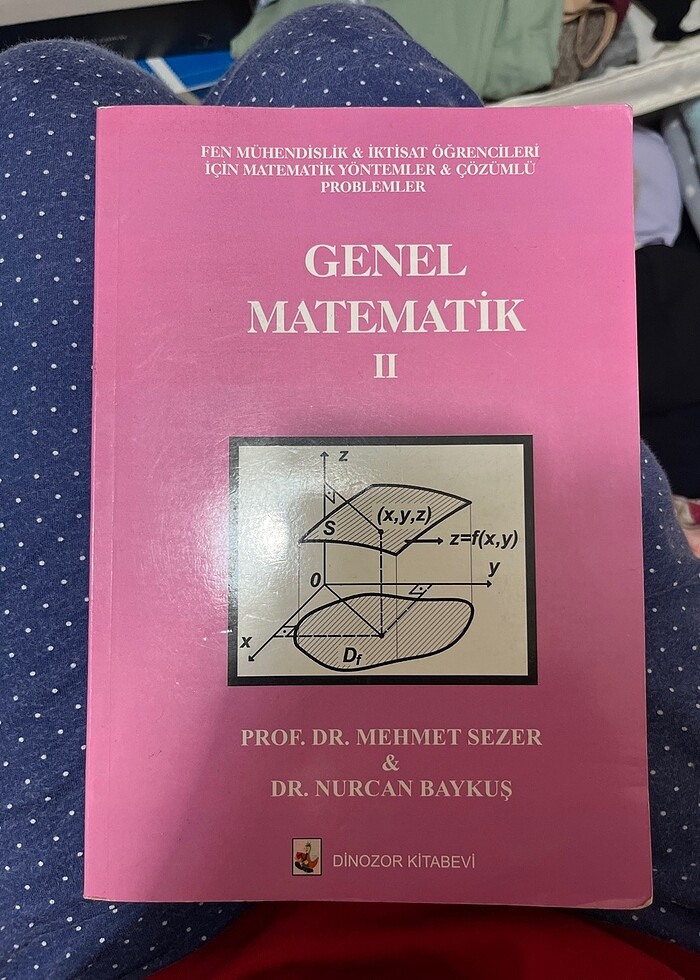 FEN MÜHENDİSLİK & İKTİSAT ÖĞRENCİLERİ
İÇİN MATEMATİK YÖNTEMLER & ÇÖZÜMLÜ
PROBLEMLER
GENEL
MATEMATİK
II
z
S
(x,y,z)
z=f(x,y)
0
y
x
Df
PROF. DR. MEHMET SEZER
&
DR. NURCAN BAYKUŞ
DİNOZOR KİTABEVİ